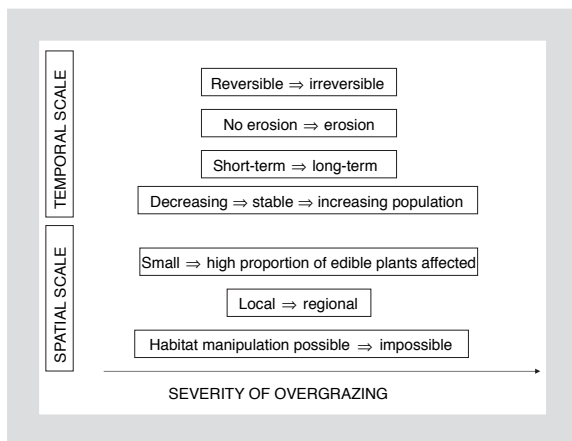 TEMPORAL SCALE
Reversible ⇒ irreversible
No erosion ⇒ erosion
Short-term ⇒ long-term
Decreasing ⇒ stable ⇒ increasing population
SPATIAL SCALE
Small ⇒ high proportion of edible plants affected
Local ⇒ regional
Habitat manipulation possible ⇒ impossible
SEVERITY OF OVERGRAZING